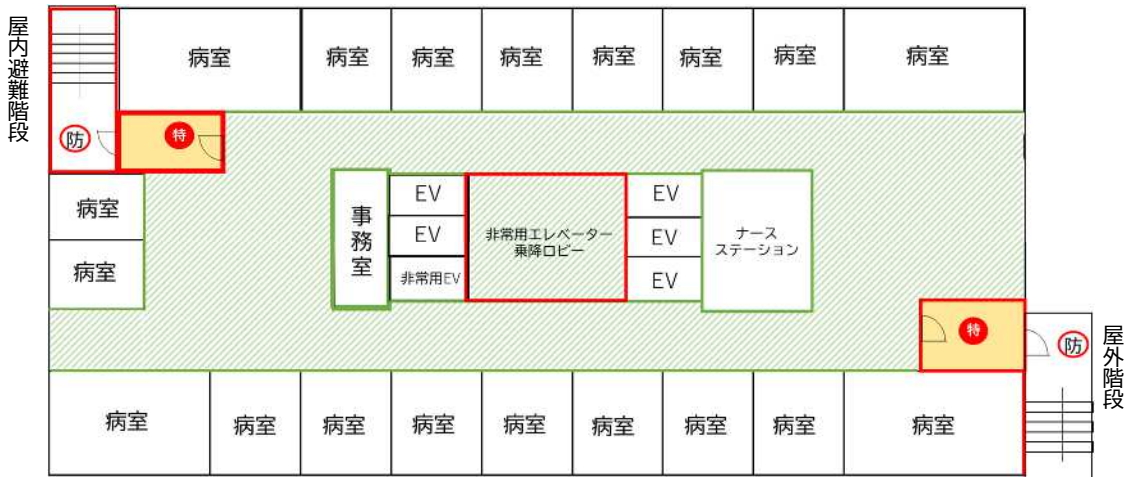 屋内避難階段
病室
病室
病室
病室
病室
病室
病室
病室
防
特
病室
病室
事務室
EV
EV
非常用EV
非常用エレベーター
乗降ロビー
EV
EV
EV
ナース
ステーション
特
防
屋外階段
病室
病室
病室
病室
病室
病室
病室
病室
病室